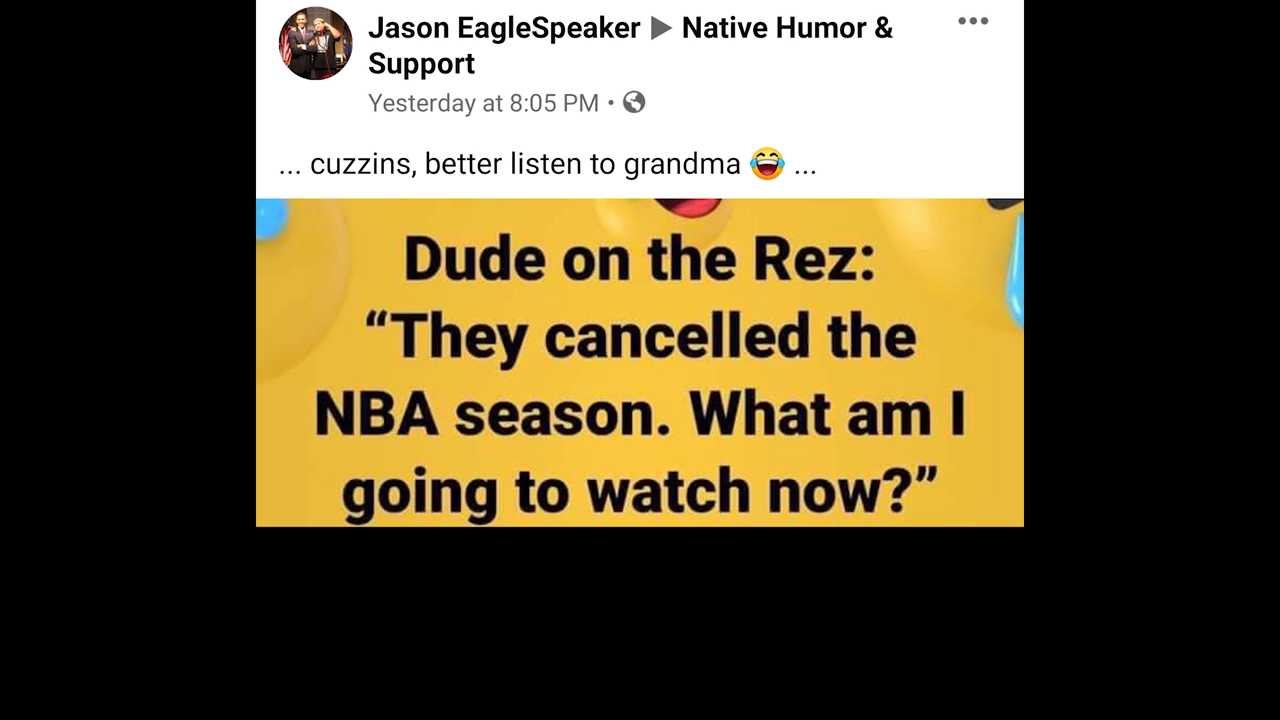 Jason EagleSpeaker ▶ Native Humor &
Support
Yesterday at 8:05 PM •
... cuzzins, better listen to grandma 😂 ...
Dude on the Rez:
“They cancelled the
NBA season. What am I
going to watch now?”